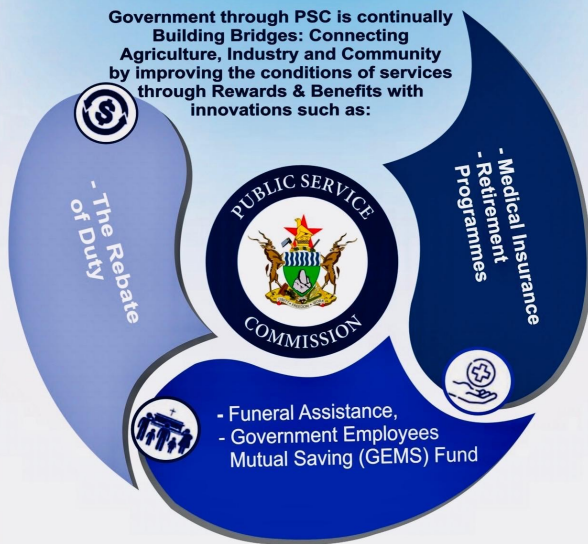 Government through PSC is continually
Building Bridges: Connecting
Agriculture, Industry and Community
by improving the conditions of services
through Rewards & Benefits with
innovations such as:
- The Rebate
of Duty
PUBLIC SERVICE
COMMISSION
- Medical Insurance
- Retirement
Programmes
- Funeral Assistance,
- Government Employees
Mutual Saving (GEMS) Fund